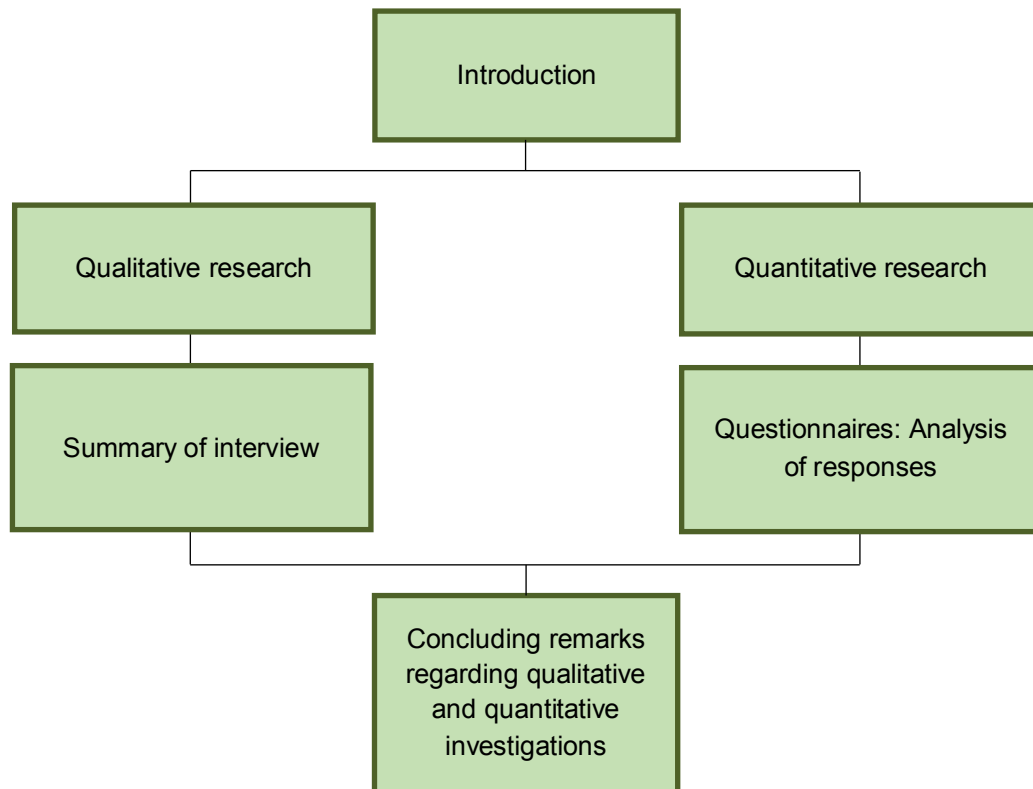 Introduction
Qualitative research
Quantitative research
Summary of interview
Questionnaires: Analysis
of responses
Concluding remarks
regarding qualitative
and quantitative
investigations